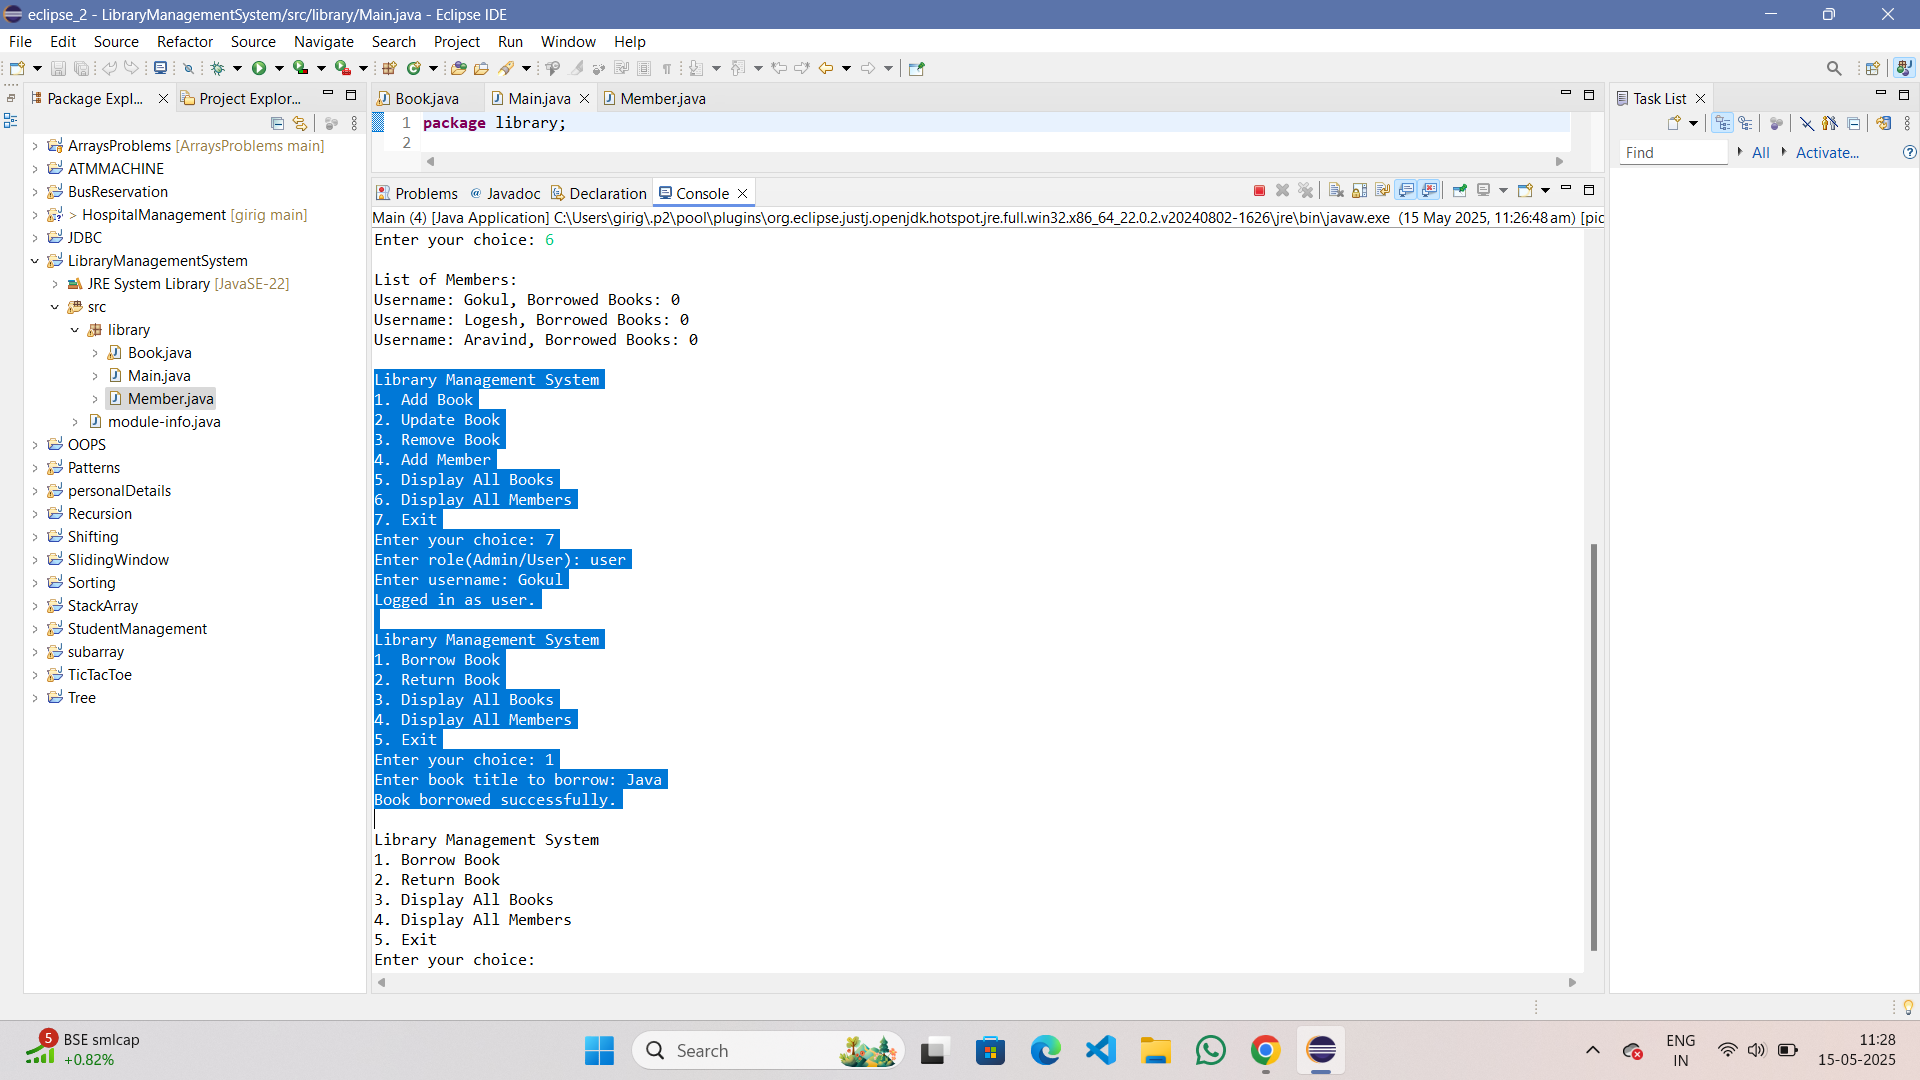 eclipse_2 - LibraryManagementSystem/src/library/Main.java - Eclipse IDE
File Edit Source Refactor Source Navigate Search Project Run Window Help
Package Expl... Project Explor...
ArraysProblems [ArraysProblems main]
ATMMACHINE
BusReservation
> HospitalManagement [girig main]
JDBC
LibraryManagementSystem
JRE System Library [JavaSE-22]
src
library
Book.java
Main.java
Member.java
module-info.java
OOPS
Patterns
personalDetails
Recursion
Shifting
SlidingWindow
Sorting
StackArray
StudentManagement
subarray
TicTacToe
Tree
Book.java Main.java Member.java
1 package library;
2
Problems Javadoc Declaration Console
Main (4) [Java Application] C:\Users\girig\.p2\pool\plugins\org.eclipse.justj.openjdk.hotspot.jre.full.win32.x86_64_22.0.2.v20240802-1626\jre\bin\javaw.exe (15 May 2025, 11:26:48 am) [pid
Enter your choice: 6
List of Members:
Username: Gokul, Borrowed Books: 0
Username: Logesh, Borrowed Books: 0
Username: Aravind, Borrowed Books: 0
Library Management System
1. Add Book
2. Update Book
3. Remove Book
4. Add Member
5. Display All Books
6. Display All Members
7. Exit
Enter your choice: 7
Enter role(Admin/User): user
Enter username: Gokul
Logged in as user.
Library Management System
1. Borrow Book
2. Return Book
3. Display All Books
4. Display All Members
5. Exit
Enter your choice: 1
Enter book title to borrow: Java
Book borrowed successfully.
Library Management System
1. Borrow Book
2. Return Book
3. Display All Books
4. Display All Members
5. Exit
Enter your choice:
Task List
Find All Activate...
5 BSE smlcap
+0.82%
Search
ENG
IN
11:28
15-05-2025